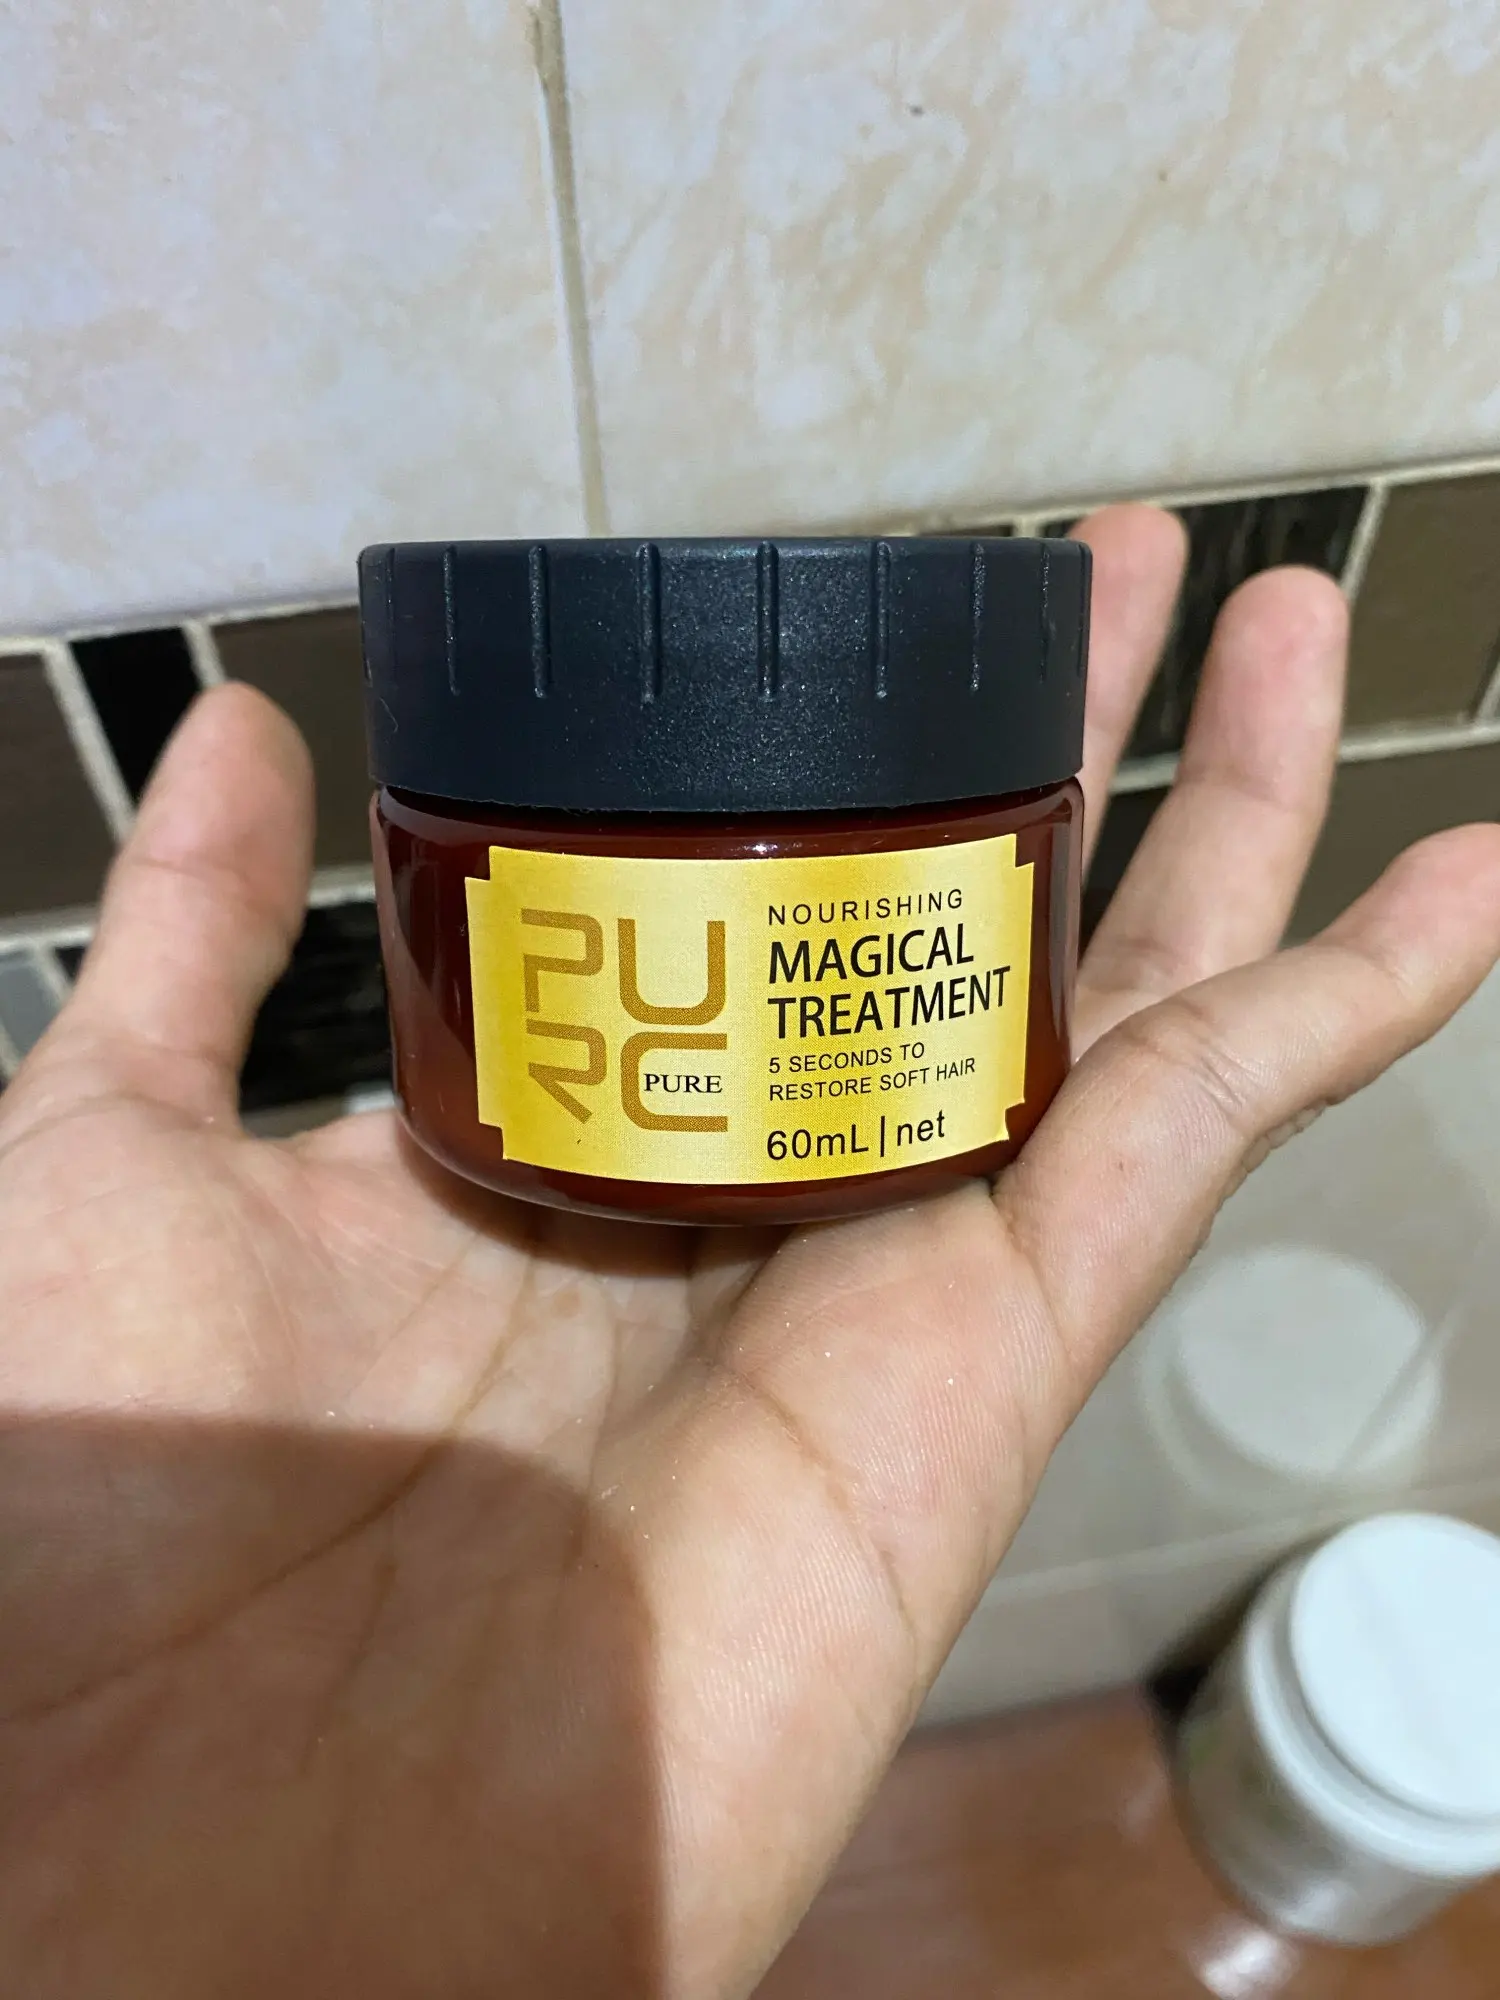 PURC
PURE
NOURISHING
MAGICAL
TREATMENT
5 SECONDS TO
RESTORE SOFT HAIR
60mL | net